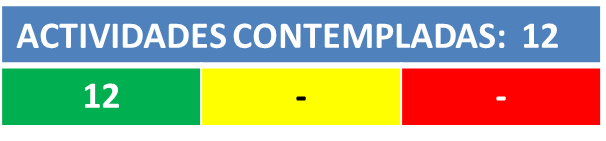 ACTIVIDADES CONTEMPLADAS: 12
12 - -